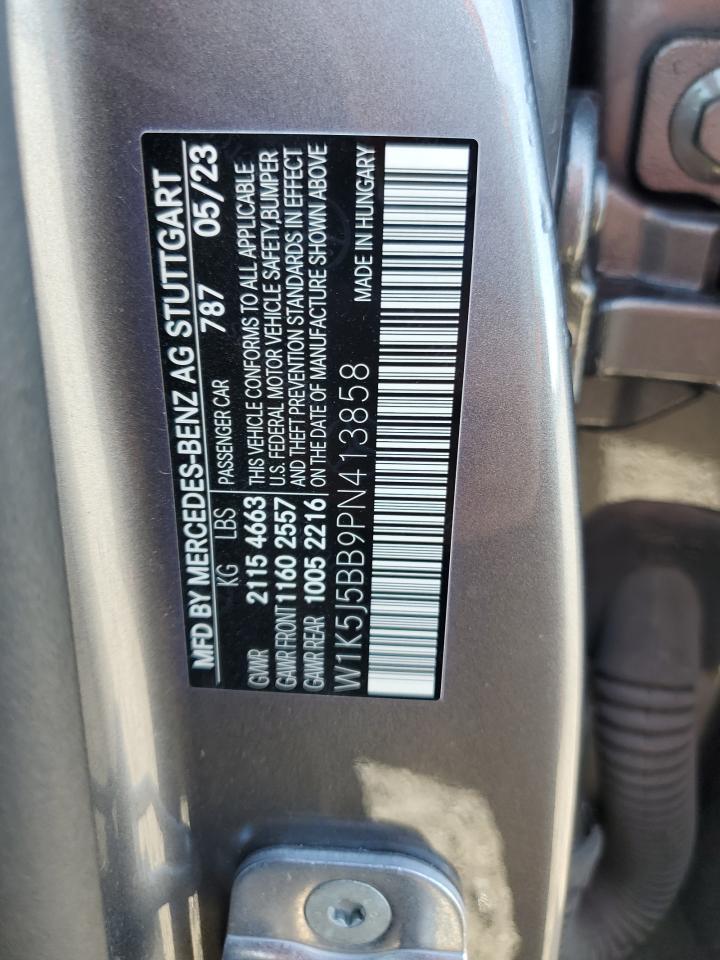 MFD BY MERCEDES-BENZ AG STUTTGART
787 05/23
KG LBS PASSENGER CAR
GVWR 2115 4663 THIS VEHICLE CONFORMS TO ALL APPLICABLE
GAWR FRONT 1160 2557 U.S. FEDERAL MOTOR VEHICLE SAFETY,BUMPER
GAWR REAR 1005 2216 AND THEFT PREVENTION STANDARDS IN EFFECT
ON THE DATE OF MANUFACTURE SHOWN ABOVE
W1K5J5BB9PN413858 MADE IN HUNGARY